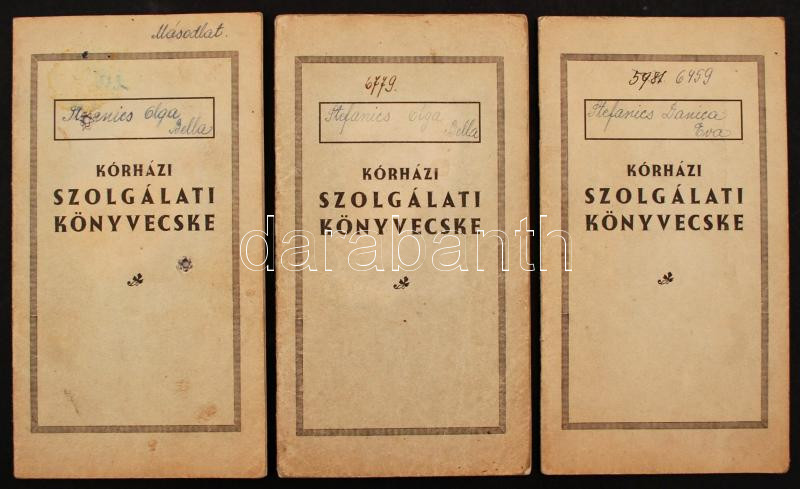 Másodlat.
Stefanics Olga
Bella
KÓRHÁZI
SZOLGÁLATI
KÖNYVECSKE
6779.
Stefanics Olga
Bella
KÓRHÁZI
SZOLGÁLATI
KÖNYVECSKE
5981 6459
Stefanics Danica
Eva
KÓRHÁZI
SZOLGÁLATI
KÖNYVECSKE
darabanth